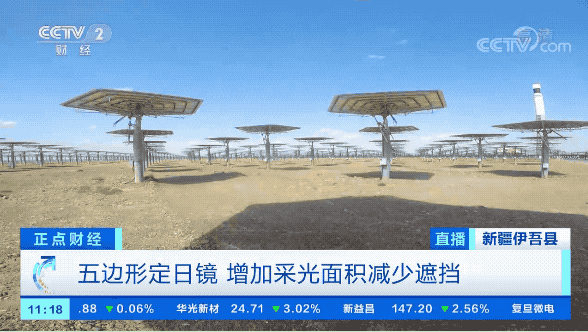 CCTV 2
财经
CCTV.com
正点财经
直播 新疆伊吾县
五边形定日镜 增加采光面积减少遮挡
11:18 .88 ▼0.06% 华光新材 24.71 ▼3.02% 新益昌 147.20 ▼2.56% 复旦微电